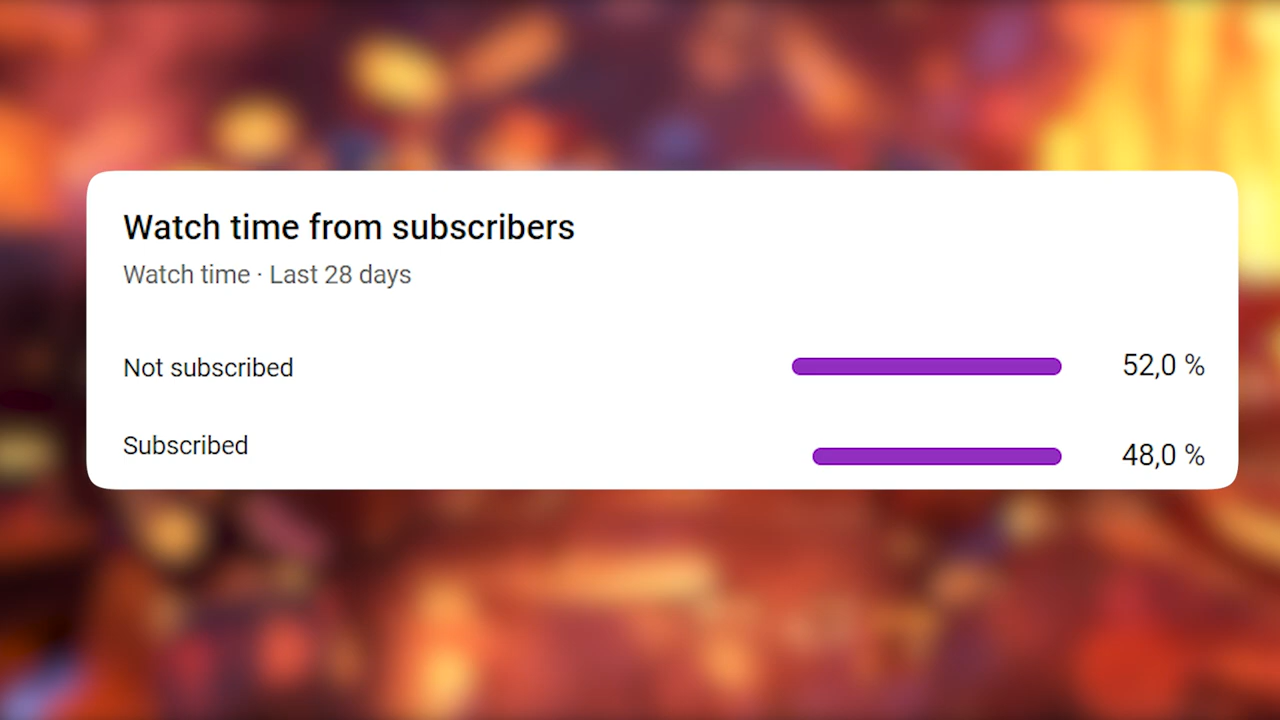 Watch time from subscribers
Watch time · Last 28 days
Not subscribed 52,0 %
Subscribed 48,0 %